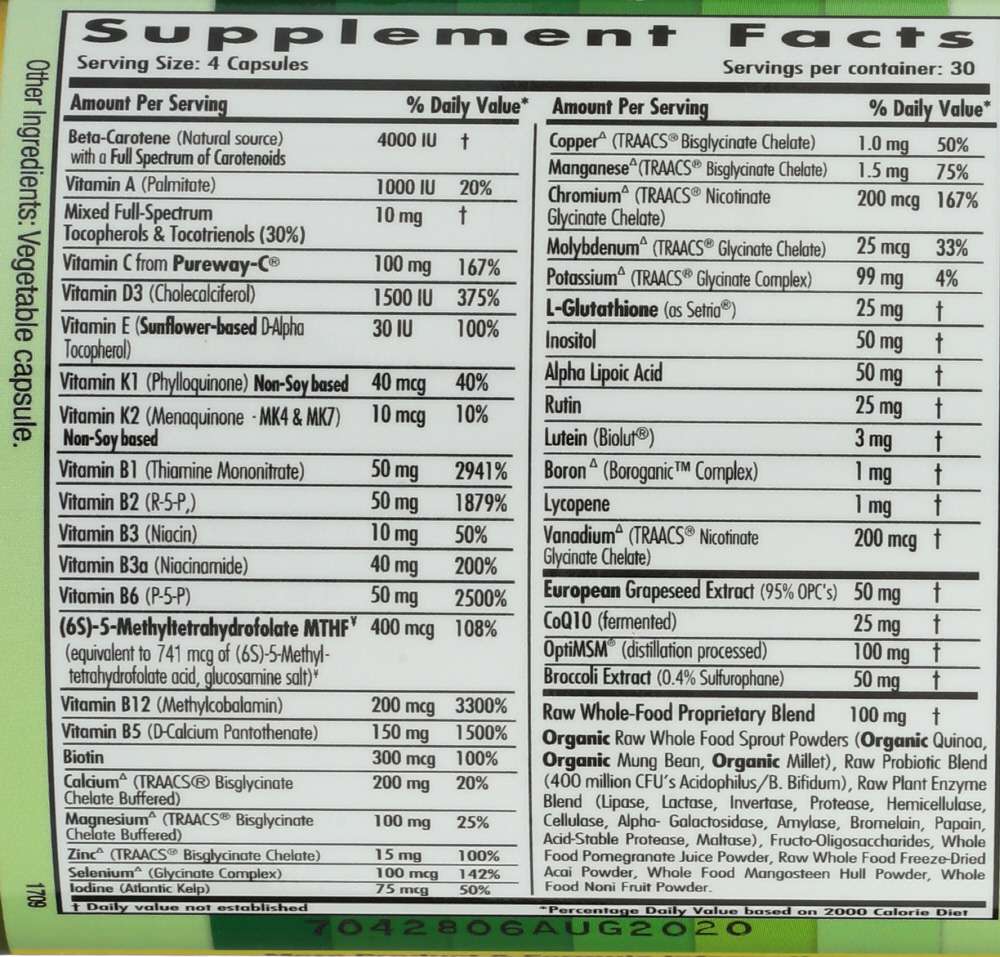 Supplement Facts
Serving Size: 4 Capsules
Servings per container: 30
Amount Per Serving % Daily Value*
Beta-Carotene (Natural source) 4000 IU †
with a Full Spectrum of Carotenoids
Vitamin A (Palmitate) 1000 IU 20%
Mixed Full-Spectrum 10 mg †
Tocopherols & Tocotrienols (30%)
Vitamin C from Pureway-C® 100 mg 167%
Vitamin D3 (Cholecalciferol) 1500 IU 375%
Vitamin E (Sunflower-based D-Alpha 30 IU 100%
Tocopherol)
Vitamin K1 (Phylloquinone) Non-Soy based 40 mcg 40%
Vitamin K2 (Menaquinone - MK4 & MK7) 10 mcg 10%
Non-Soy based
Vitamin B1 (Thiamine Mononitrate) 50 mg 2941%
Vitamin B2 (R-5-P,) 50 mg 1879%
Vitamin B3 (Niacin) 10 mg 50%
Vitamin B3a (Niacinamide) 40 mg 200%
Vitamin B6 (P-5-P) 50 mg 2500%
(6S)-5-Methyltetrahydrofolate MTHF¥ 400 mcg 108%
(equivalent to 741 mcg of (6S)-5-Methyl-
tetrahydrofolate acid, glucosamine salt)¥
Vitamin B12 (Methylcobalamin) 200 mcg 3300%
Vitamin B5 (D-Calcium Pantothenate) 150 mg 1500%
Biotin 300 mcg 100%
Calcium∆ (TRAACS® Bisglycinate 200 mg 20%
Chelate Buffered)
Magnesium∆ (TRAACS® Bisglycinate 100 mg 25%
Chelate Buffered)
Zinc∆ (TRAACS® Bisglycinate Chelate) 15 mg 100%
Selenium∆ (Glycinate Complex) 100 mcg 142%
Iodine (Atlantic Kelp) 75 mcg 50%
† Daily value not established
Amount Per Serving % Daily Value*
Copper∆ (TRAACS® Bisglycinate Chelate) 1.0 mg 50%
Manganese∆ (TRAACS® Bisglycinate Chelate) 1.5 mg 75%
Chromium∆ (TRAACS® Nicotinate 200 mcg 167%
Glycinate Chelate)
Molybdenum∆ (TRAACS® Glycinate Chelate) 25 mcg 33%
Potassium∆ (TRAACS® Glycinate Complex) 99 mg 4%
L-Glutathione (as Setria®) 25 mg †
Inositol 50 mg †
Alpha Lipoic Acid 50 mg †
Rutin 25 mg †
Lutein (Biolut®) 3 mg †
Boron∆ (Boroganic™ Complex) 1 mg †
Lycopene 1 mg †
Vanadium∆ (TRAACS® Nicotinate 200 mcg †
Glycinate Chelate)
European Grapeseed Extract (95% OPC's) 50 mg †
CoQ10 (fermented) 25 mg †
OptiMSM® (distillation processed) 100 mg †
Broccoli Extract (0.4% Sulfurophane) 50 mg †
Raw Whole-Food Proprietary Blend 100 mg †
Organic Raw Whole Food Sprout Powders (Organic Quinoa,
Organic Mung Bean, Organic Millet), Raw Probiotic Blend
(400 million CFU's Acidophilus/B. Bifidum), Raw Plant Enzyme
Blend (Lipase, Lactase, Invertase, Protease, Hemicellulase,
Cellulase, Alpha- Galactosidase, Amylase, Bromelain, Papain,
Acid-Stable Protease, Maltase), Fructo-Oligosaccharides, Whole
Food Pomegranate Juice Powder, Raw Whole Food Freeze-Dried
Acai Powder, Whole Food Mangosteen Hull Powder, Whole
Food Noni Fruit Powder.
*Percentage Daily Value based on 2000 Calorie Diet
Other Ingredients: Vegetable capsule.
1709
7042806AUG2020